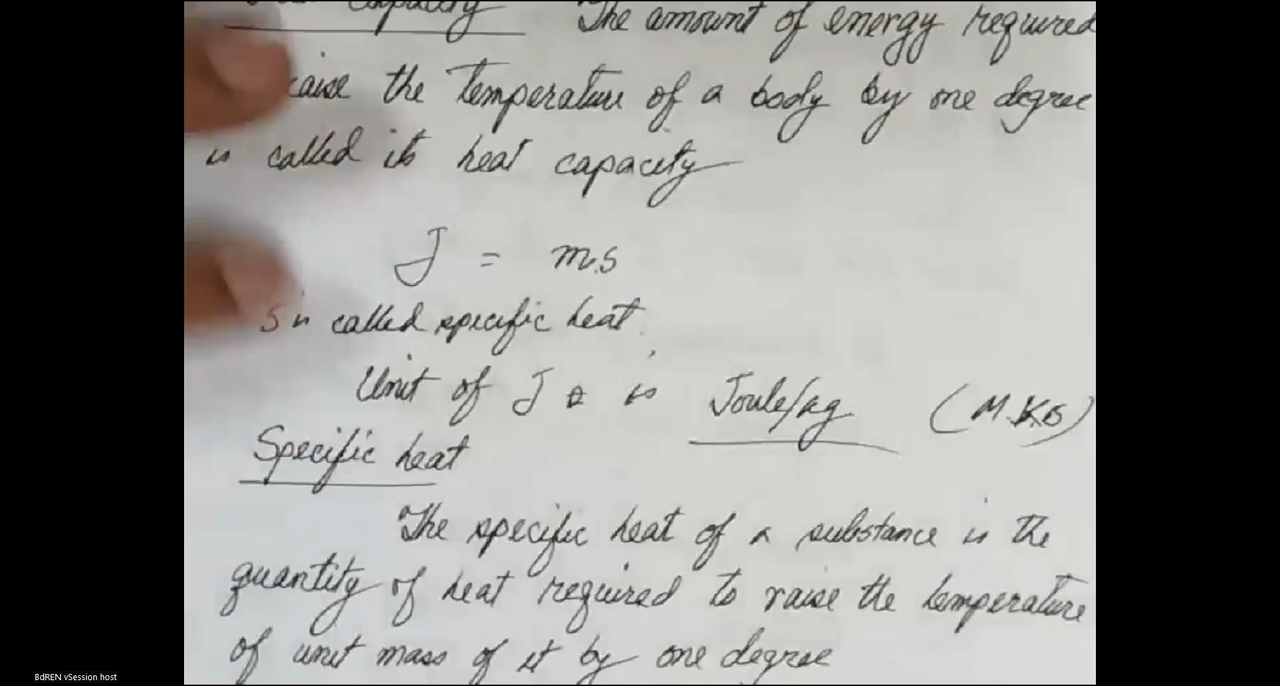 Capacity The amount of energy required
raise the temperature of a body by one degree
is called its heat capacity
J = m.s
S is called specific heat.
Unit of J is Joule/kg (M.K.S)
Specific heat
The specific heat of a substance is the
quantity of heat required to raise the temperature
of unit mass of it by one degree
BdREN vSession host